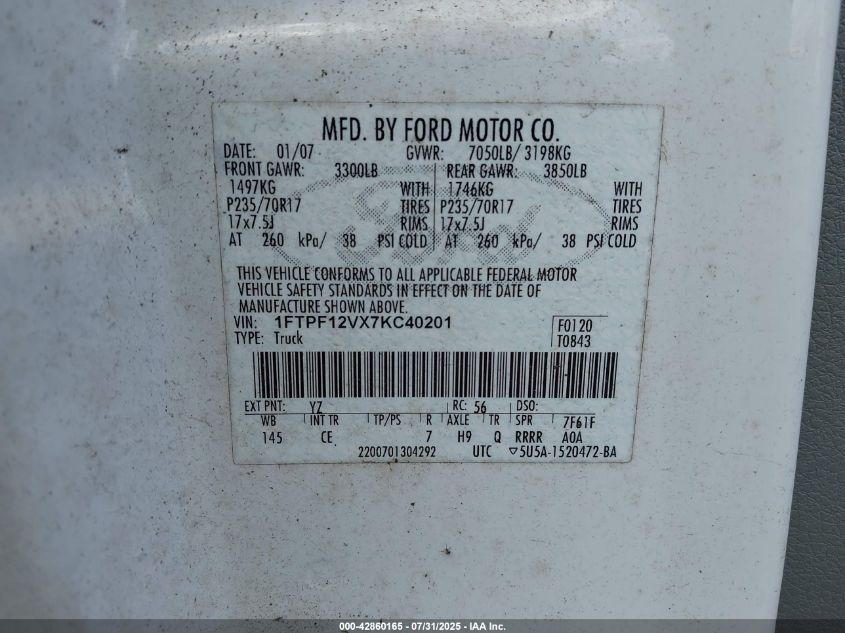 MFD. BY FORD MOTOR CO.
DATE: 01/07 GVWR: 7050LB/ 3198KG
FRONT GAWR: 3300LB REAR GAWR: 3850LB
1497KG WITH 1746KG WITH
P235/70R17 TIRES P235/70R17 TIRES
17x7.5J RIMS 17x7.5J RIMS
AT 260 kPa/ 38 PSI COLD AT 260 kPa/ 38 PSI COLD
Ford
THIS VEHICLE CONFORMS TO ALL APPLICABLE FEDERAL MOTOR
VEHICLE SAFETY STANDARDS IN EFFECT ON THE DATE OF
MANUFACTURE SHOWN ABOVE.
VIN: 1FTPF12VX7KC40201 F0120
TYPE: Truck T0843
EXT PNT: YZ RC: 56 DSO:
WB INT TR TP/PS R AXLE TR SPR 7F61F
145 CE 7 H9 Q RRRR A0A
2200701304292 UTC ▽5U5A-1520472-BA
000-42860165 - 07/31/2025 - IAA Inc.